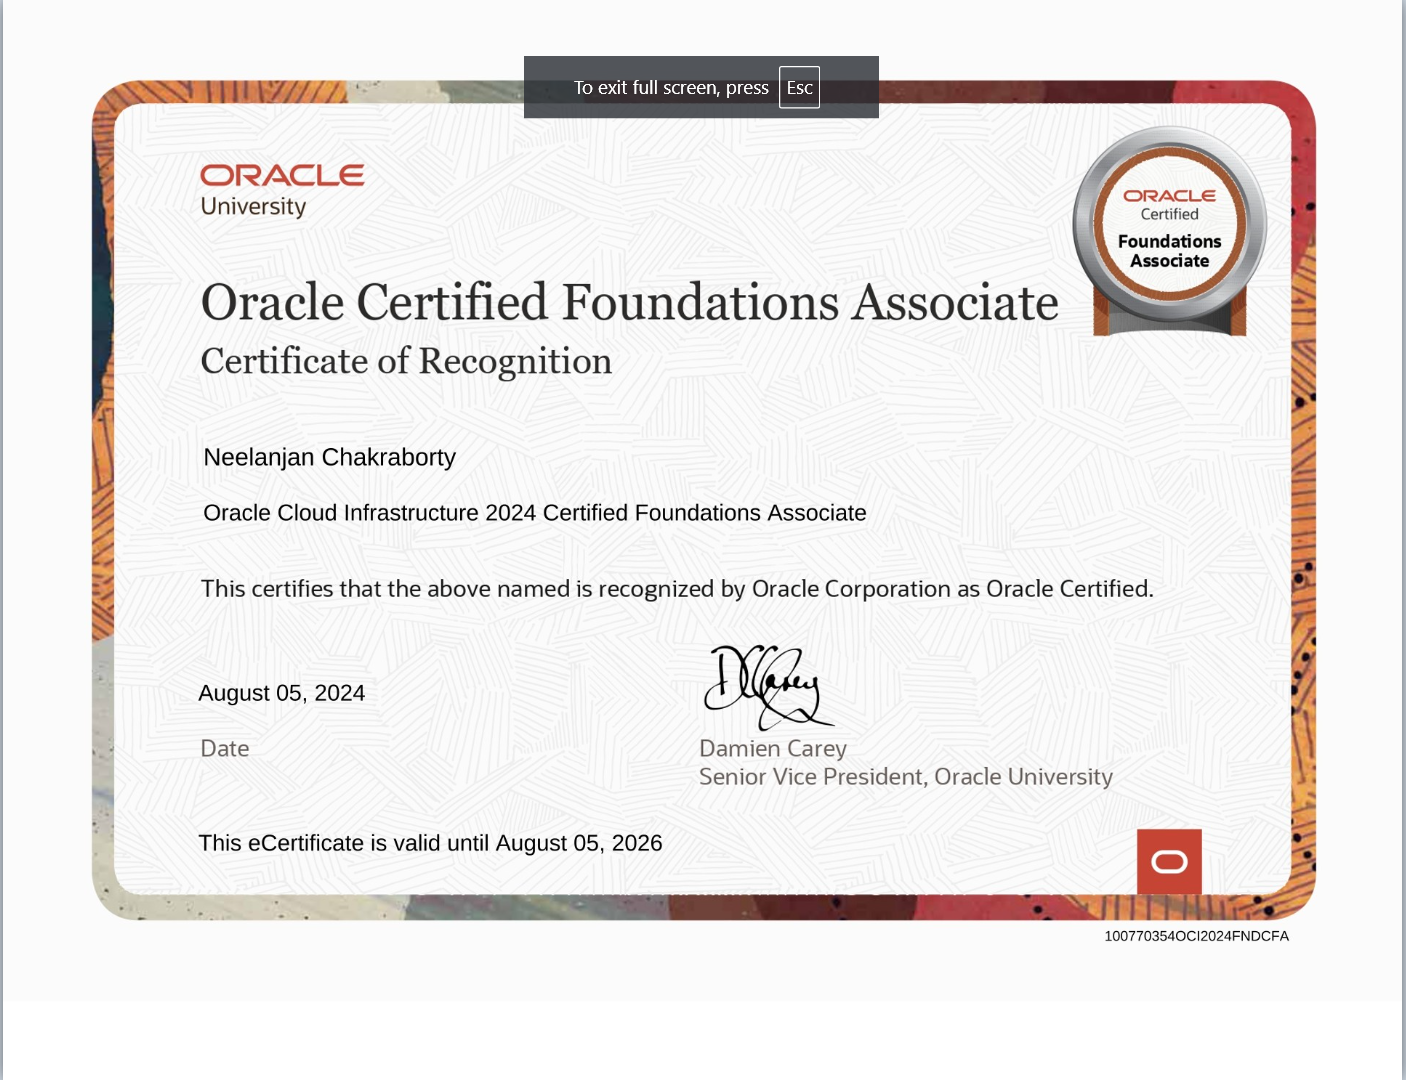 To exit full screen, press Esc
ORACLE
University
ORACLE
Certified
Foundations
Associate
Oracle Certified Foundations Associate
Certificate of Recognition
Neelanjan Chakraborty
Oracle Cloud Infrastructure 2024 Certified Foundations Associate
This certifies that the above named is recognized by Oracle Corporation as Oracle Certified.
August 05, 2024
Date
DCarey
Damien Carey
Senior Vice President, Oracle University
This eCertificate is valid until August 05, 2026
100770354OCI2024FNDCFA